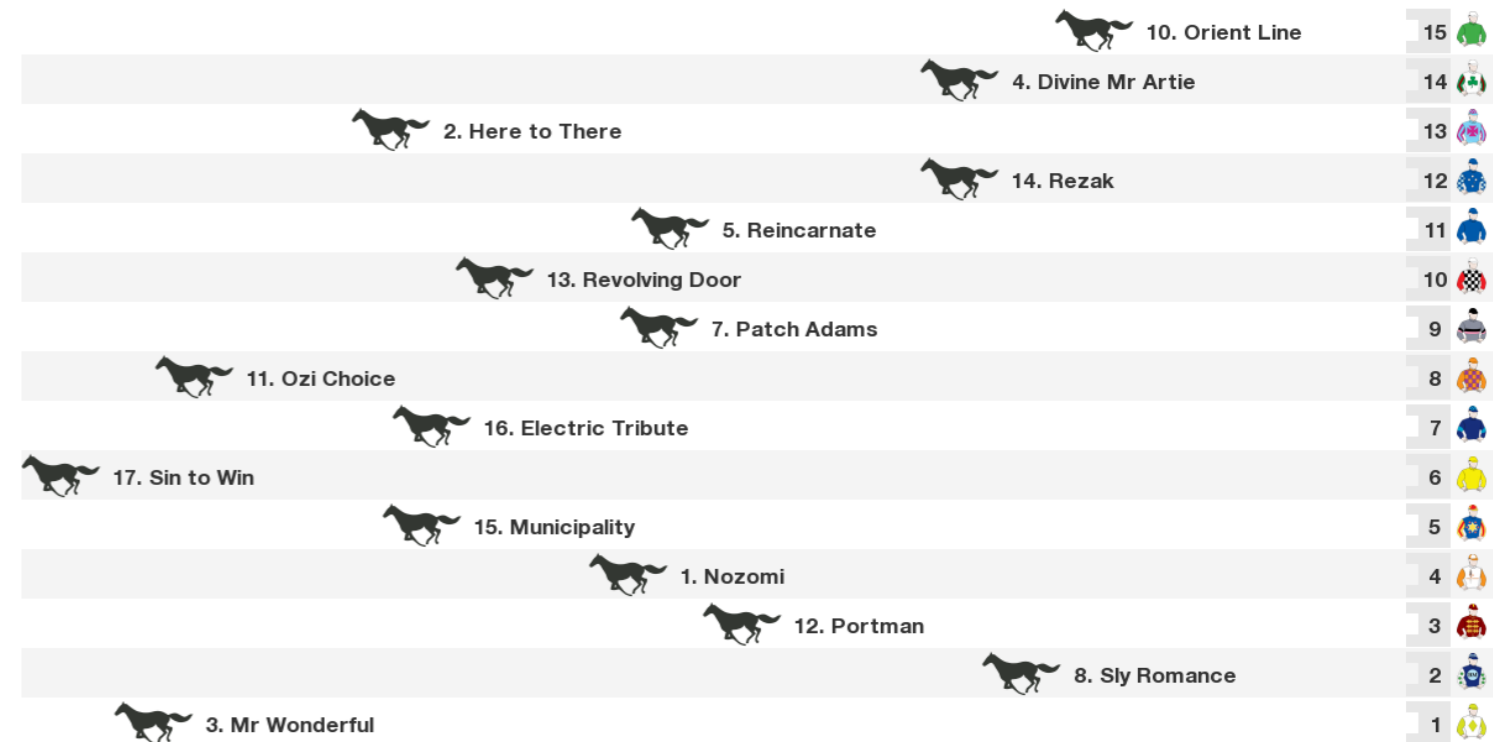 10. Orient Line 15
4. Divine Mr Artie 14
2. Here to There 13
14. Rezak 12
5. Reincarnate 11
13. Revolving Door 10
7. Patch Adams 9
11. Ozi Choice 8
16. Electric Tribute 7
17. Sin to Win 6
15. Municipality 5
1. Nozomi 4
12. Portman 3
8. Sly Romance 2
3. Mr Wonderful 1